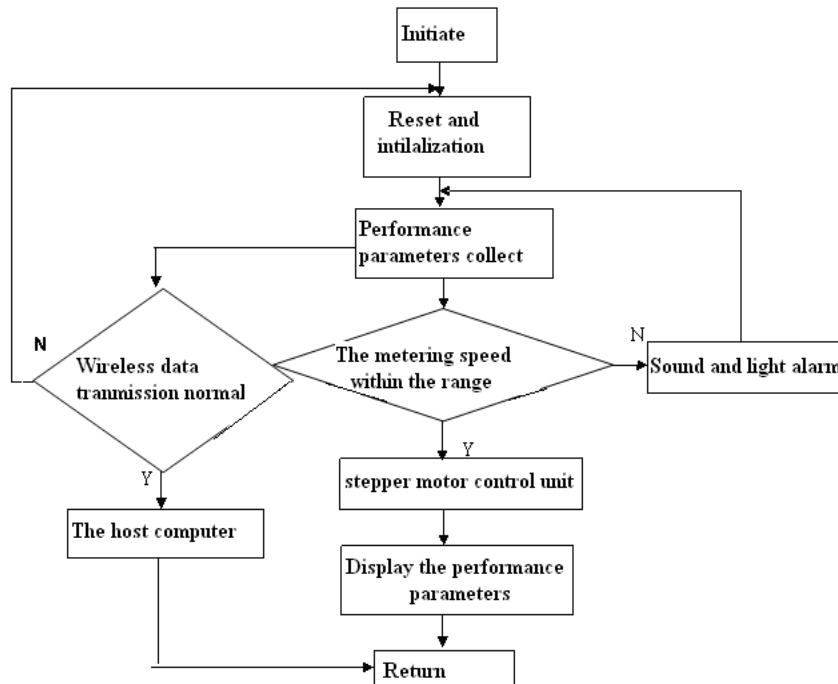 Initiate
Reset and
intilalization
Performance
parameters collect
N
Wireless data
tranmission normal
The metering speed
within the range
N
Sound and light alarm
Y
Y
The host computer
stepper motor control unit
Display the performance
parameters
Return